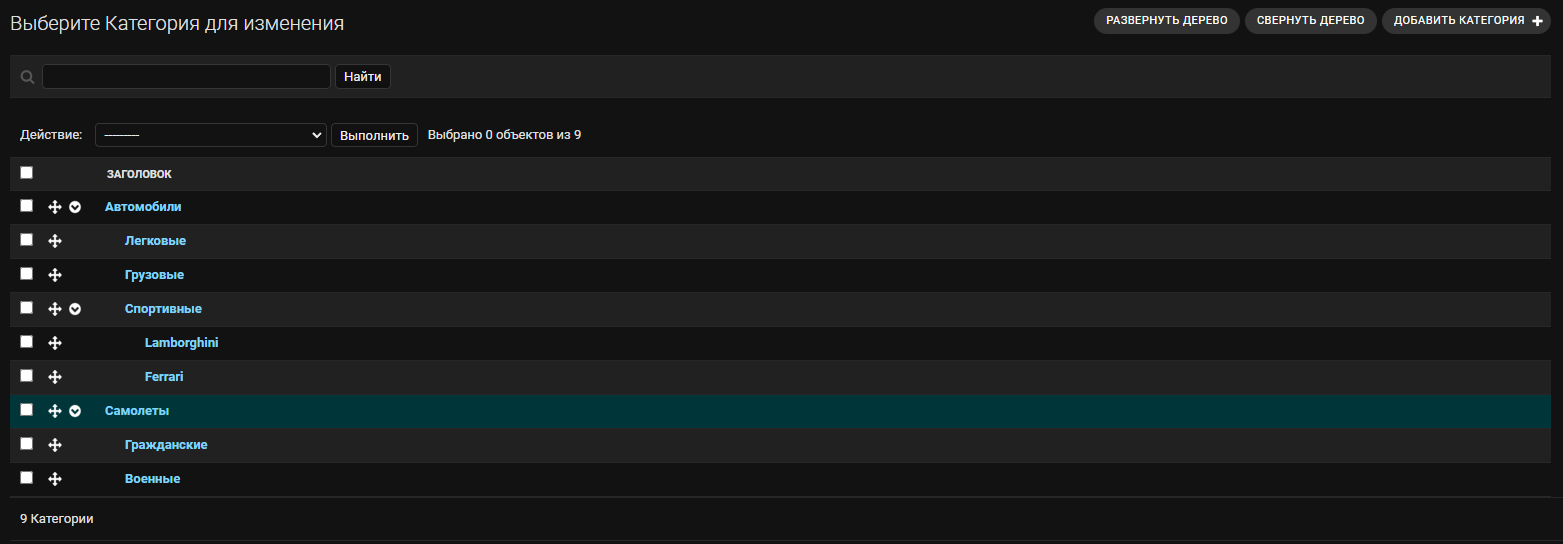 Выберите Категория для изменения
РАЗВЕРНУТЬ ДЕРЕВО СВЕРНУТЬ ДЕРЕВО ДОБАВИТЬ КАТЕГОРИЯ
Найти
Действие: --------- Выполнить Выбрано 0 объектов из 9
ЗАГОЛОВОК
Автомобили
Легковые
Грузовые
Спортивные
Lamborghini
Ferrari
Самолеты
Гражданские
Военные
9 Категории